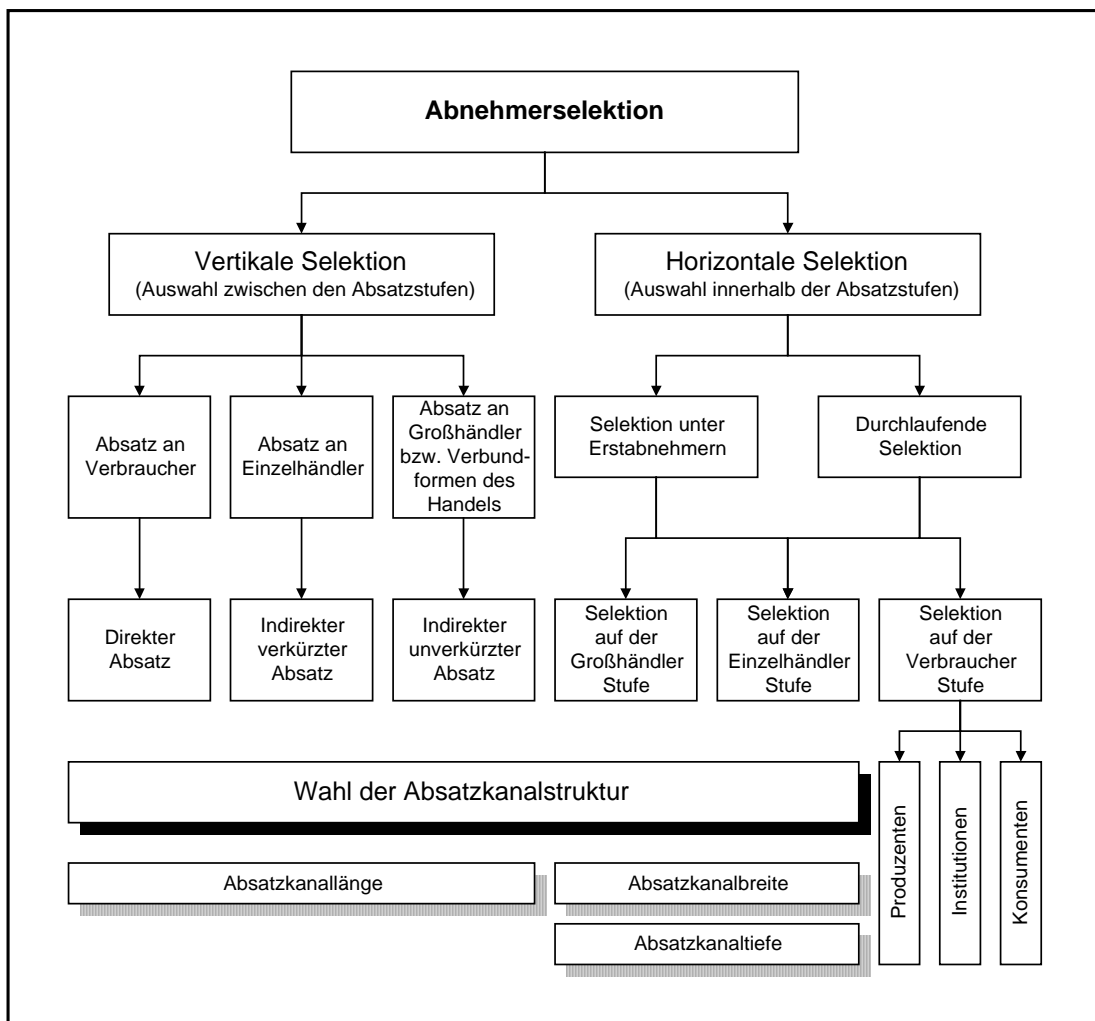 Abnehmerselektion
Vertikale Selektion
(Auswahl zwischen den Absatzstufen)
Horizontale Selektion
(Auswahl innerhalb der Absatzstufen)
Absatz an
Verbraucher
Absatz an
Einzelhändler
Absatz an
Großhändler
bzw. Verbund-
formen des
Handels
Selektion unter
Erstabnehmern
Durchlaufende
Selektion
Direkter
Absatz
Indirekter
verkürzter
Absatz
Indirekter
unverkürzter
Absatz
Selektion
auf der
Großhändler
Stufe
Selektion
auf der
Einzelhändler
Stufe
Selektion
auf der
Verbraucher
Stufe
Wahl der Absatzkanalstruktur
Absatzkanallänge
Absatzkanalbreite
Absatzkanaltiefe
Produzenten
Institutionen
Konsumenten